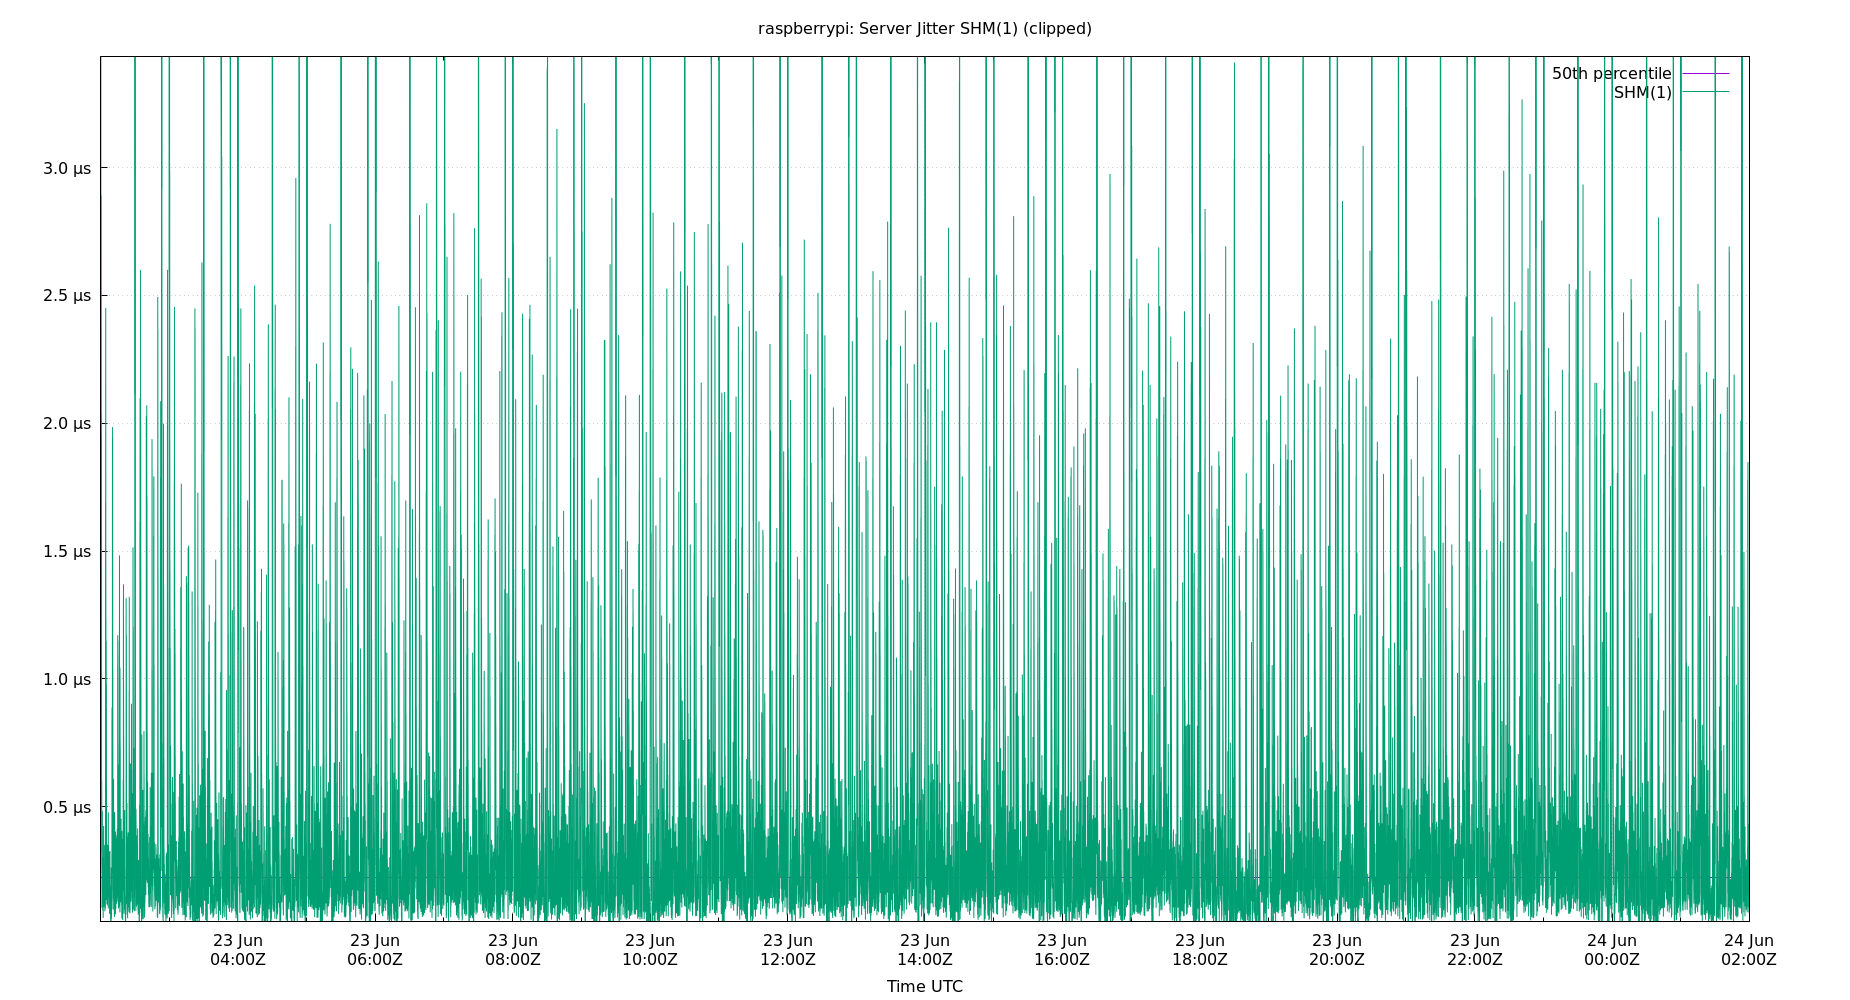 raspberrypi: Server Jitter SHM(1) (clipped)
50th percentile
SHM(1)
3.0 µs
2.5 µs
2.0 µs
1.5 µs
1.0 µs
0.5 µs
23 Jun 23 Jun 23 Jun 23 Jun 23 Jun 23 Jun 23 Jun 23 Jun 23 Jun 23 Jun 24 Jun 24 Jun
04:00Z 06:00Z 08:00Z 10:00Z 12:00Z 14:00Z 16:00Z 18:00Z 20:00Z 22:00Z 00:00Z 02:00Z
Time UTC